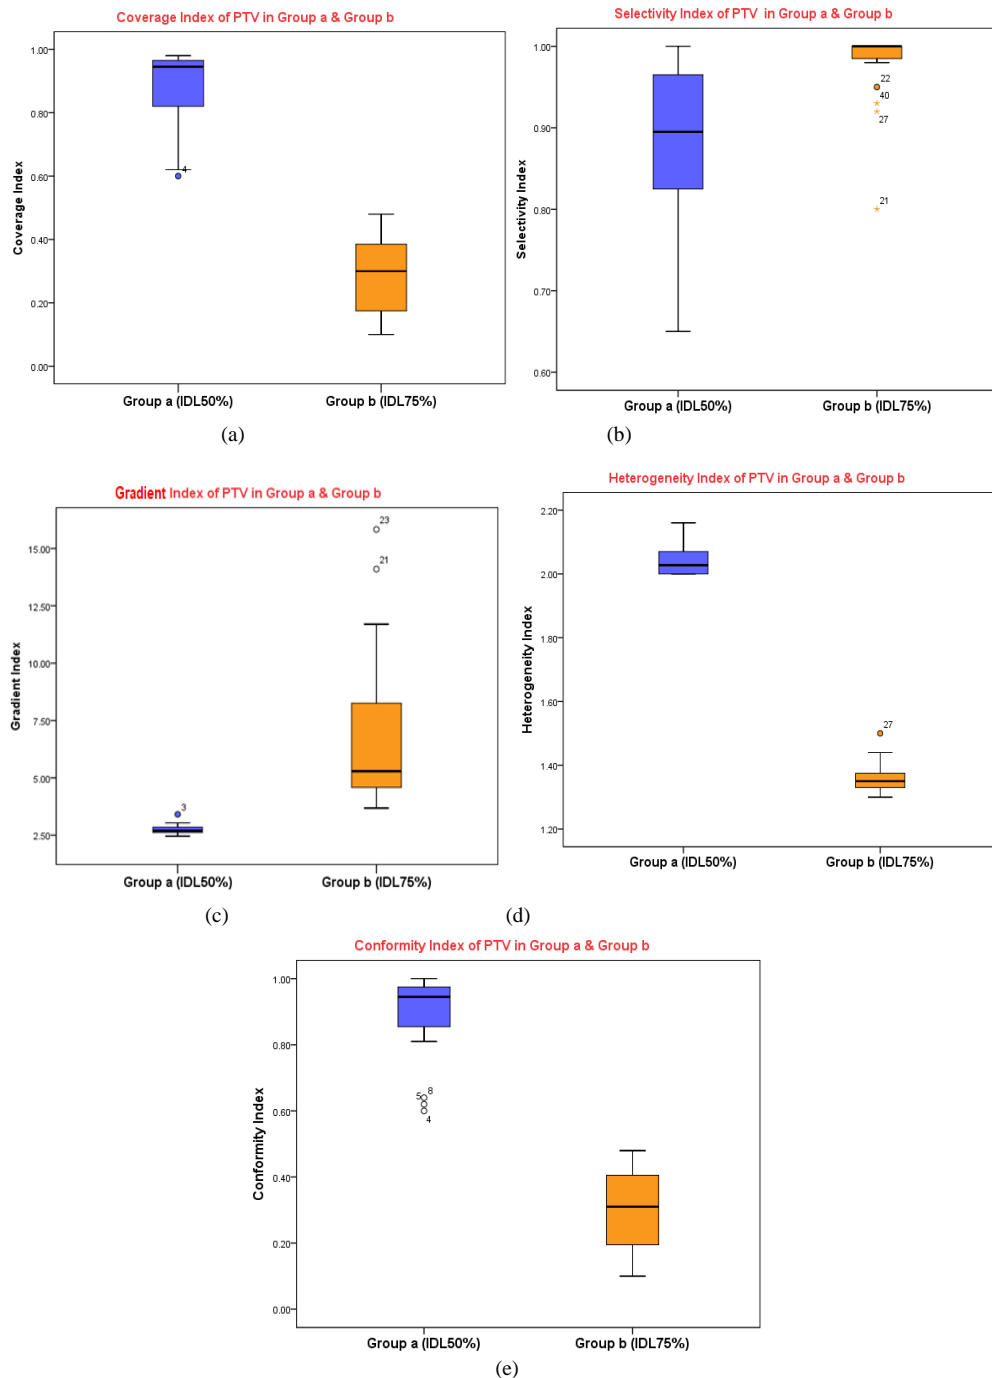 Coverage Index of PTV in Group a & Group b
1.00
0.80
0.60
0.40
0.20
0.00
Coverage Index
4
Group a (IDL50%)
Group b (IDL75%)
(a)
Selectivity Index of PTV in Group a & Group b
1.00
0.90
0.80
0.70
0.60
Selectivity Index
22
40
27
21
Group a (IDL50%)
Group b (IDL75%)
(b)
Gradient Index of PTV in Group a & Group b
15.00
12.50
10.00
7.50
5.00
2.50
Gradient Index
3
23
21
Group a (IDL50%)
Group b (IDL75%)
(c)
Heterogeneity Index of PTV in Group a & Group b
2.20
2.00
1.80
1.60
1.40
1.20
Heterogeneity Index
27
Group a (IDL50%)
Group b (IDL75%)
(d)
Conformity Index of PTV in Group a & Group b
1.00
0.80
0.60
0.40
0.20
0.00
Conformity Index
5
8
4
Group a (IDL50%)
Group b (IDL75%)
(e)